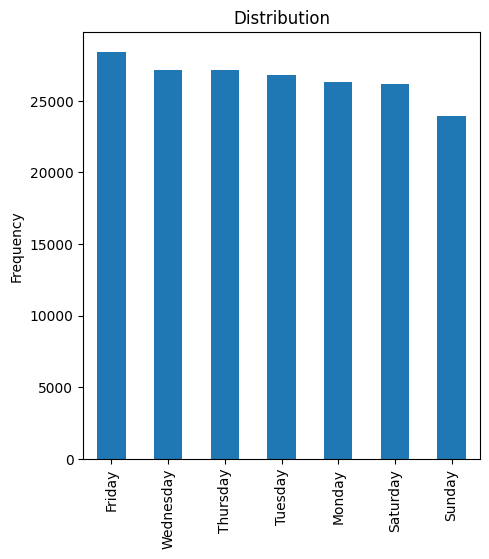 Distribution
Frequency
25000
20000
15000
10000
5000
0
Friday
Wednesday
Thursday
Tuesday
Monday
Saturday
Sunday